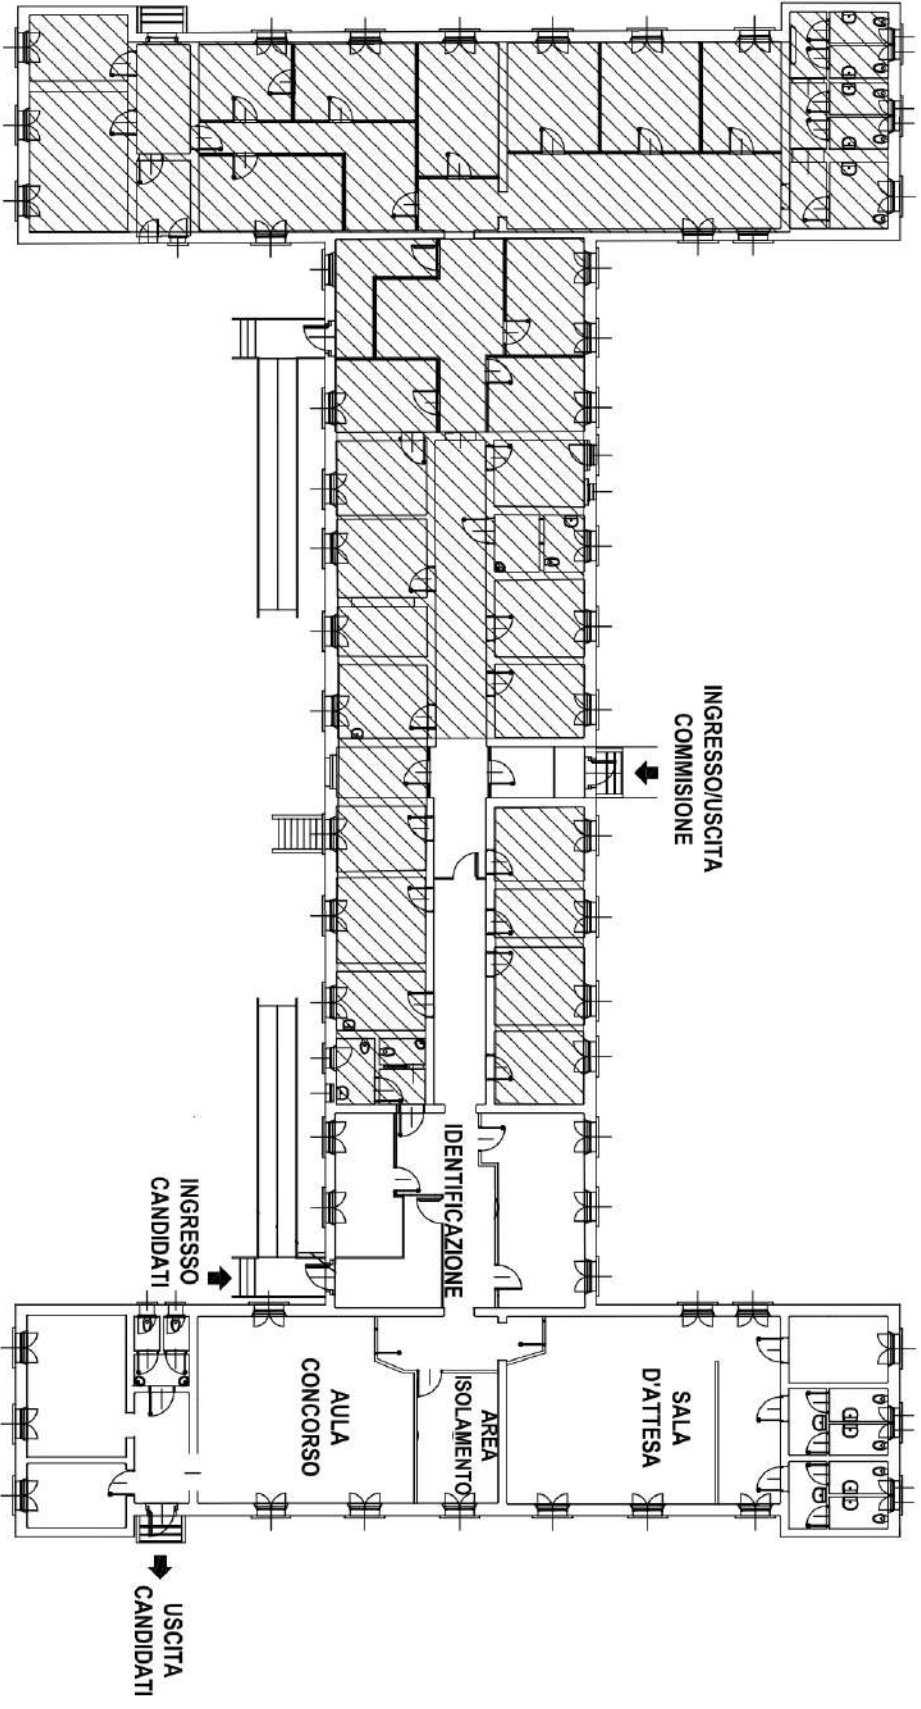 INGRESSO/USCITA
COMMISIONE
IDENTIFICAZIONE
INGRESSO
CANDIDATI
SALA
D'ATTESA
AREA
ISOLAMENTO
AULA
CONCORSO
USCITA
CANDIDATI